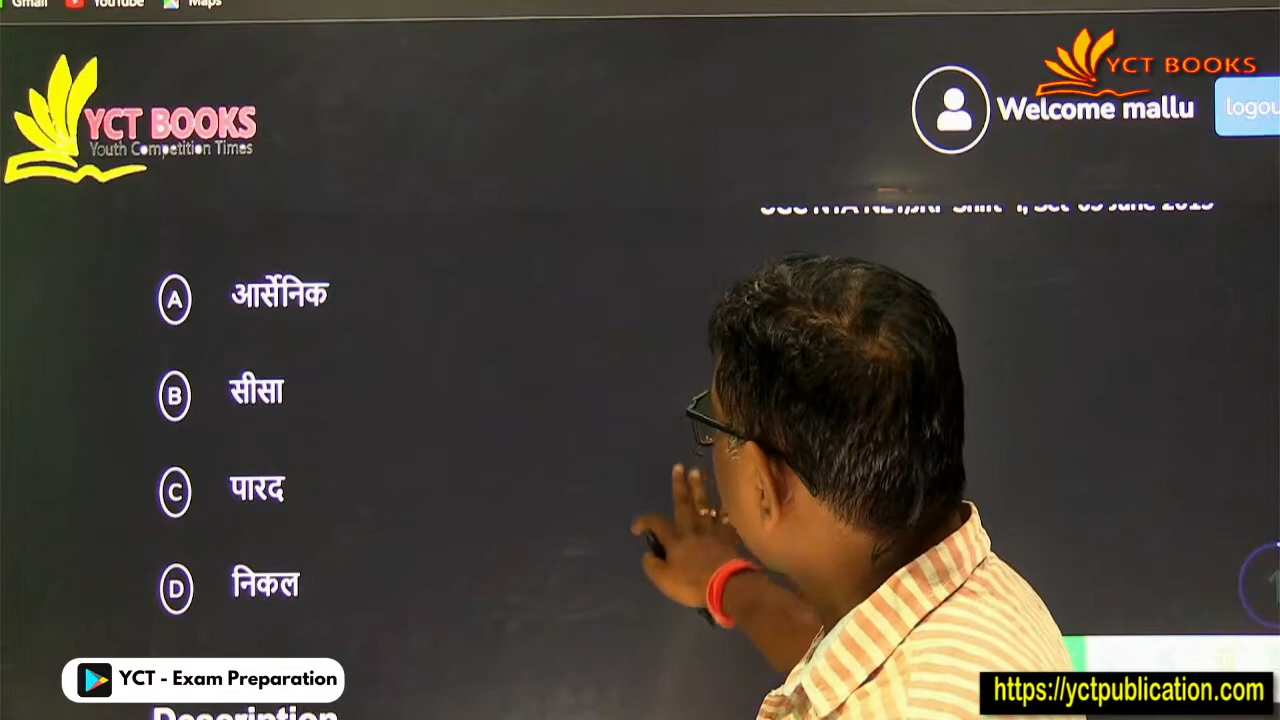 Gmail
YouTube
Maps
YCT BOOKS
Youth Competition Times
YCT BOOKS
Welcome mallu
A आर्सेनिक
B सीसा
C पारद
D निकल
YCT - Exam Preparation
Description
https://yctpublication.com